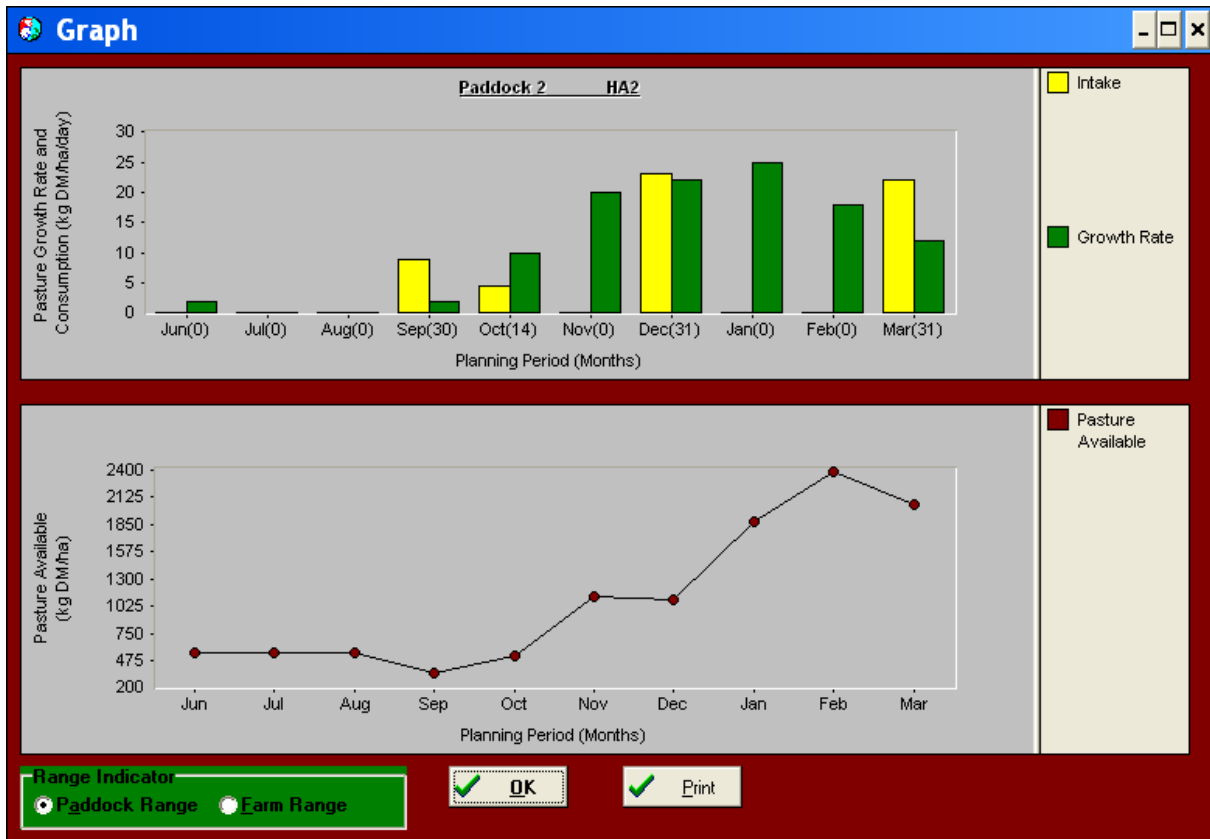 Graph
Paddock 2 HA2
Intake
Growth Rate
Pasture Growth Rate and
Consumption (kg DM/ha/day)
30
25
20
15
10
5
0
Jun(0) Jul(0) Aug(0) Sep(30) Oct(14) Nov(0) Dec(31) Jan(0) Feb(0) Mar(31)
Planning Period (Months)
Pasture
Available
Pasture Available
(kg DM/ha)
2400
2125
1850
1575
1300
1025
750
475
200
Jun Jul Aug Sep Oct Nov Dec Jan Feb Mar
Planning Period (Months)
Range Indicator
Paddock Range Farm Range
OK
Print